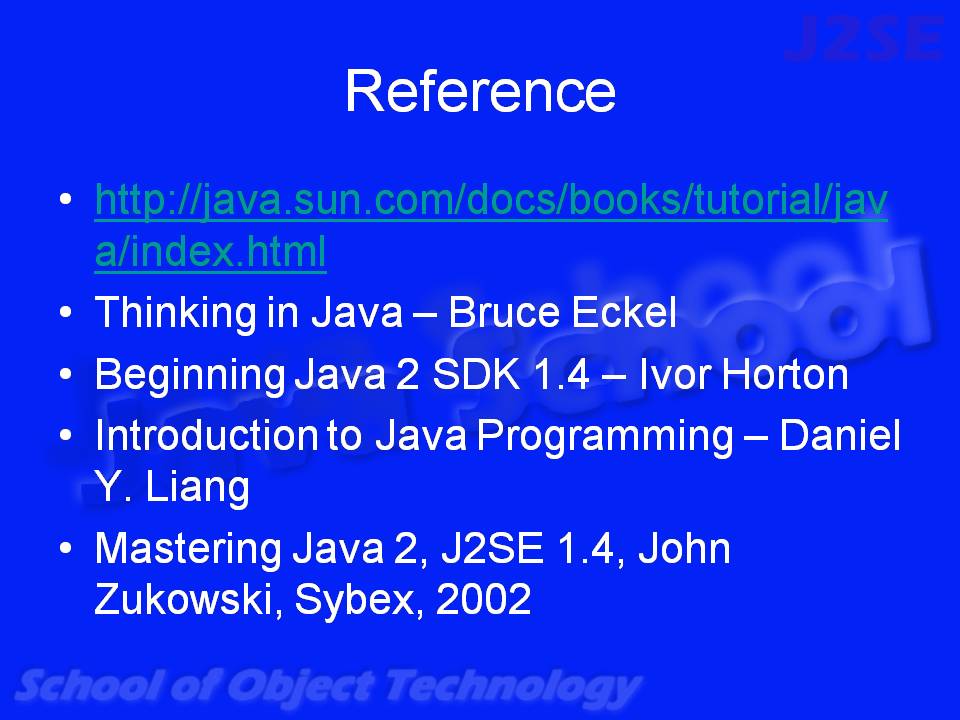 J2SE
Reference
• http://java.sun.com/docs/books/tutorial/jav
a/index.html
• Thinking in Java – Bruce Eckel
• Beginning Java 2 SDK 1.4 – Ivor Horton
• Introduction to Java Programming – Daniel
Y. Liang
• Mastering Java 2, J2SE 1.4, John
Zukowski, Sybex, 2002
Java School
School of Object Technology